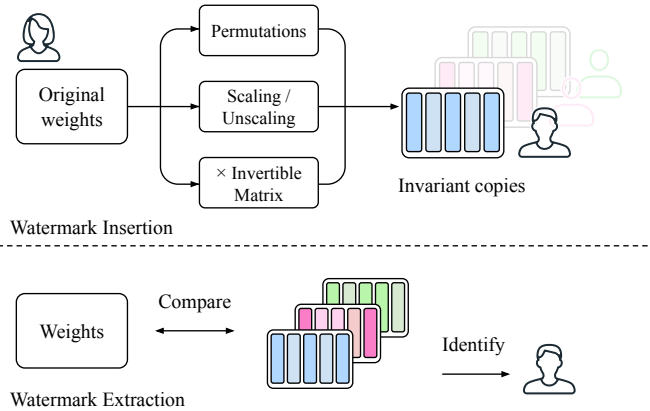 Permutations
Original
weights
Scaling /
Unscaling
× Invertible
Matrix
Invariant copies
Watermark Insertion
Weights
Compare
Identify
Watermark Extraction